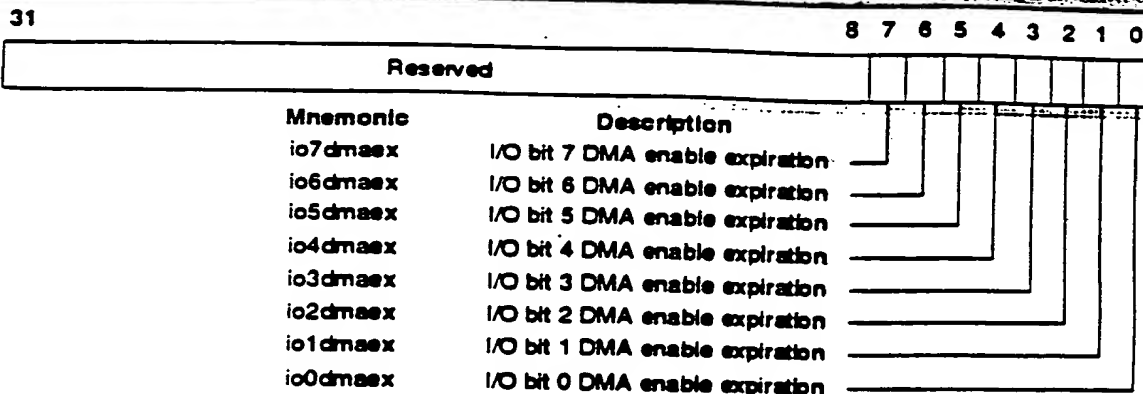 31 8 7 6 5 4 3 2 1 0
Reserved
Mnemonic Description
io7dmaex I/O bit 7 DMA enable expiration
io6dmaex I/O bit 6 DMA enable expiration
io5dmaex I/O bit 5 DMA enable expiration
io4dmaex I/O bit 4 DMA enable expiration
io3dmaex I/O bit 3 DMA enable expiration
io2dmaex I/O bit 2 DMA enable expiration
io1dmaex I/O bit 1 DMA enable expiration
io0dmaex I/O bit 0 DMA enable expiration